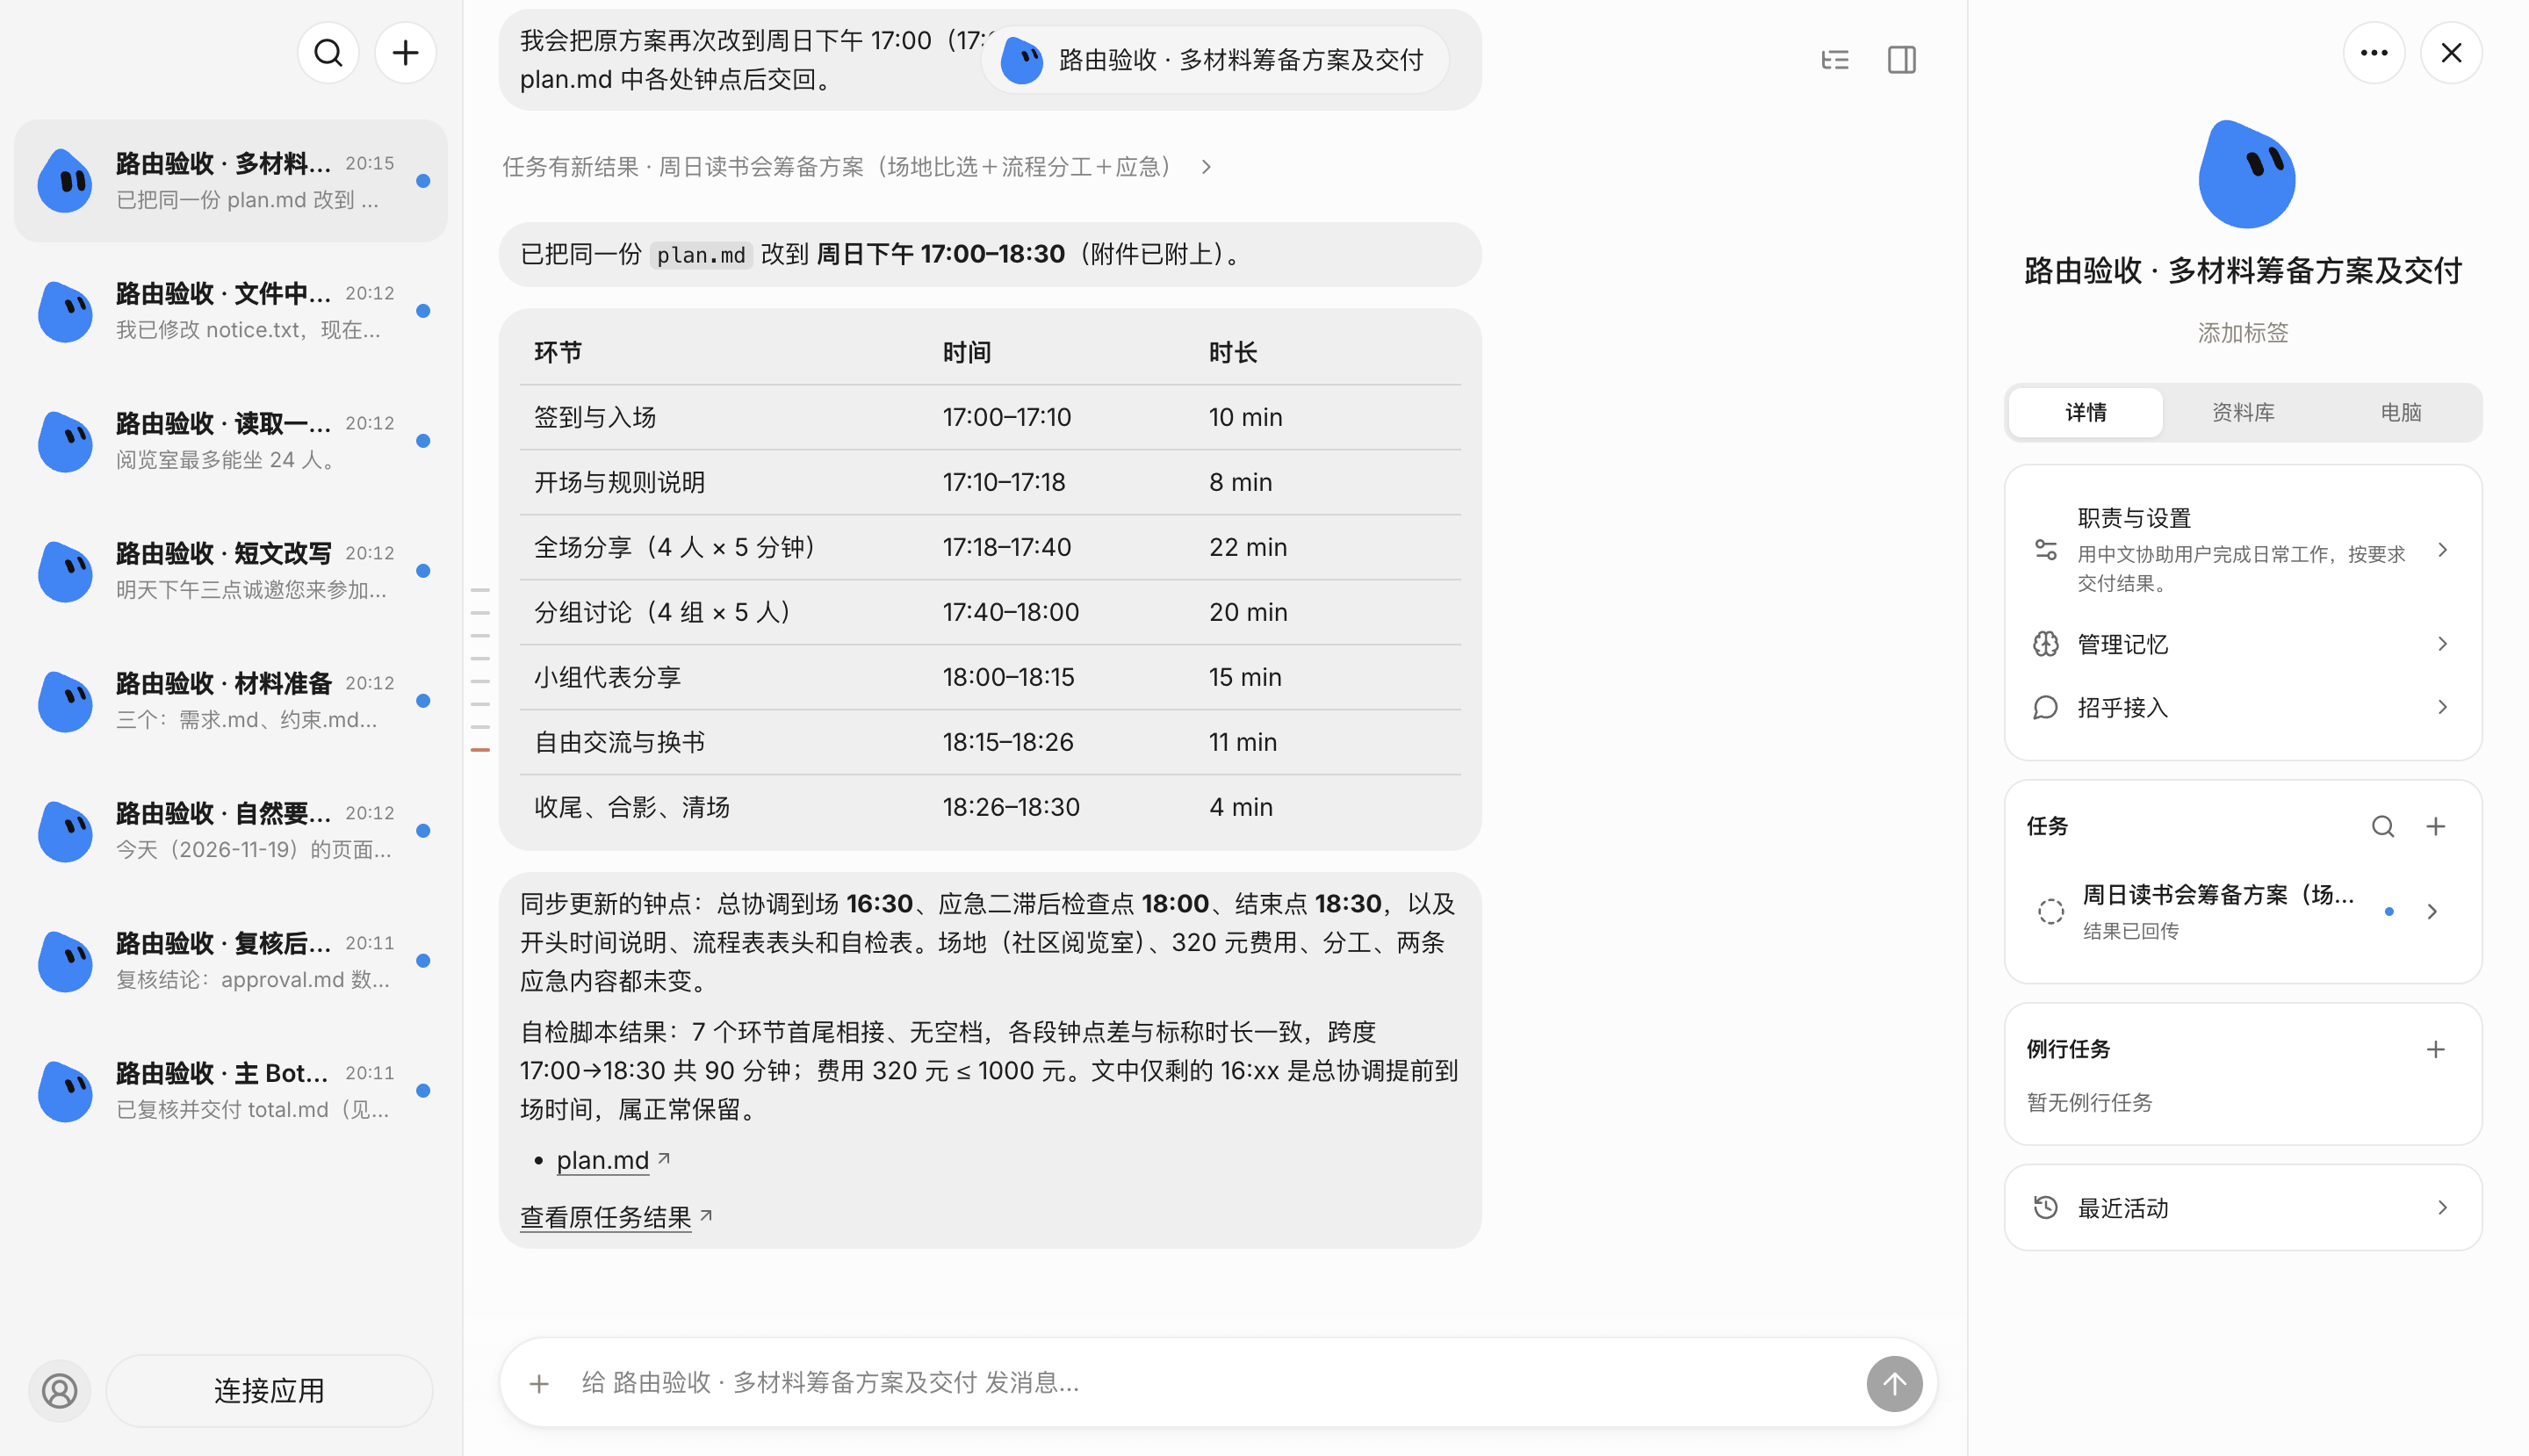 路由验收 · 多材料... 20:15
已把同一份 plan.md 改到 ...
路由验收 · 文件中... 20:12
我已修改 notice.txt，现在...
路由验收 · 读取一... 20:12
阅览室最多能坐 24 人。
路由验收 · 短文改写 20:12
明天下午三点诚邀您来参加...
路由验收 · 材料准备 20:12
三个：需求.md、约束.md...
路由验收 · 自然要... 20:12
今天（2026-11-19）的页面...
路由验收 · 复核后... 20:11
复核结论：approval.md 数...
路由验收 · 主 Bot... 20:11
已复核并交付 total.md（见...
连接应用
我会把原方案再次改到周日下午 17:00（17:
plan.md 中各处钟点后交回。
路由验收 · 多材料筹备方案及交付
任务有新结果 · 周日读书会筹备方案（场地比选＋流程分工＋应急）
已把同一份 plan.md 改到 周日下午 17:00–18:30（附件已附上）。
环节 时间 时长
签到与入场 17:00–17:10 10 min
开场与规则说明 17:10–17:18 8 min
全场分享（4 人 × 5 分钟） 17:18–17:40 22 min
分组讨论（4 组 × 5 人） 17:40–18:00 20 min
小组代表分享 18:00–18:15 15 min
自由交流与换书 18:15–18:26 11 min
收尾、合影、清场 18:26–18:30 4 min
同步更新的钟点：总协调到场 16:30、应急二滞后检查点 18:00、结束点 18:30，以及
开头时间说明、流程表表头和自检表。场地（社区阅览室）、320 元费用、分工、两条
应急内容都未变。
自检脚本结果：7 个环节首尾相接、无空档，各段钟点差与标称时长一致，跨度
17:00→18:30 共 90 分钟；费用 320 元 ≤ 1000 元。文中仅剩的 16:xx 是总协调提前到
场时间，属正常保留。
• plan.md
查看原任务结果
给 路由验收 · 多材料筹备方案及交付 发消息...
路由验收 · 多材料筹备方案及交付
添加标签
详情 资料库 电脑
职责与设置
用中文协助用户完成日常工作，按要求
交付结果。
管理记忆
招乎接入
任务
周日读书会筹备方案（场...
结果已回传
例行任务
暂无例行任务
最近活动